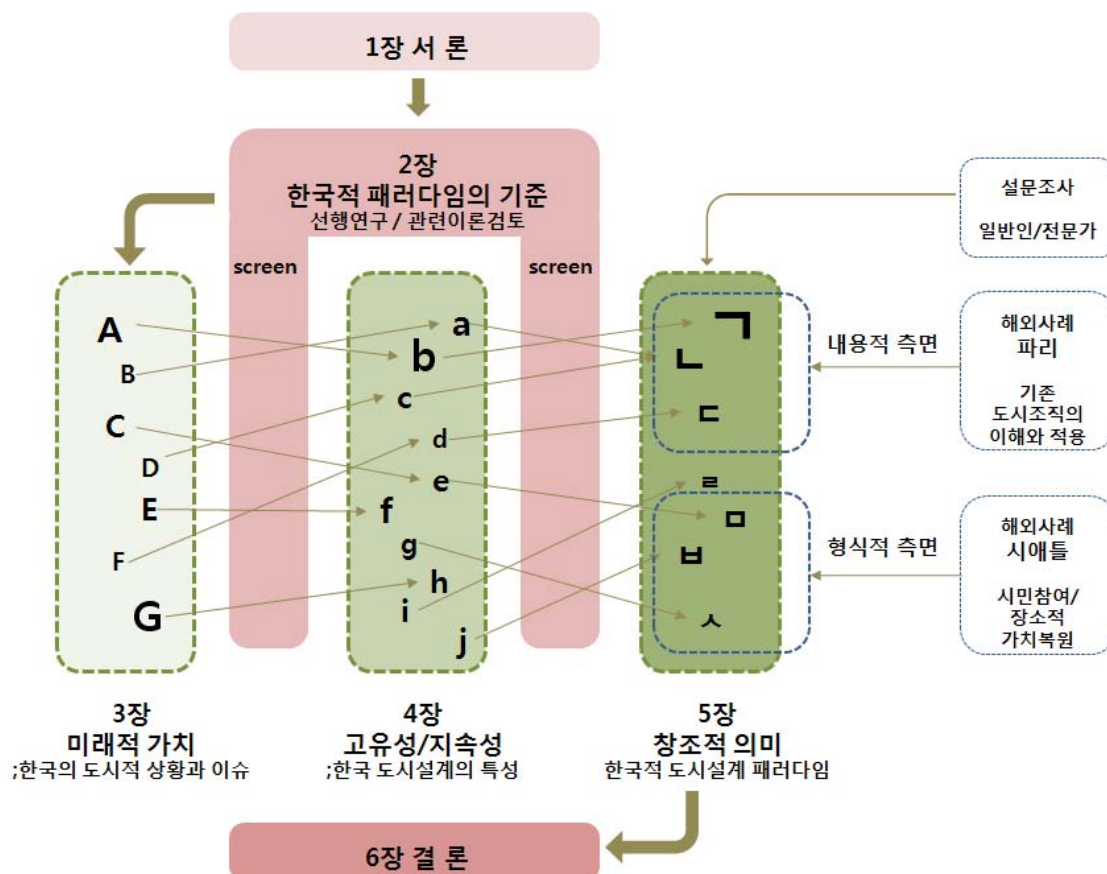 1장 서 론
2장
한국적 패러다임의 기준
선행연구 / 관련이론검토
screen
screen
A
B
C
D
E
F
G
a
b
c
d
e
f
g
h
i
j
ㄱ
ㄴ
ㄷ
ㄹ
ㅁ
ㅂ
ㅅ
내용적 측면
형식적 측면
설문조사
일반인/전문가
해외사례
파리
기존
도시조직의
이해와 적용
해외사례
시애틀
시민참여/
장소적
가치복원
3장
미래적 가치
;한국의 도시적 상황과 이슈
4장
고유성/지속성
;한국 도시설계의 특성
5장
창조적 의미
한국적 도시설계 패러다임
6장 결 론